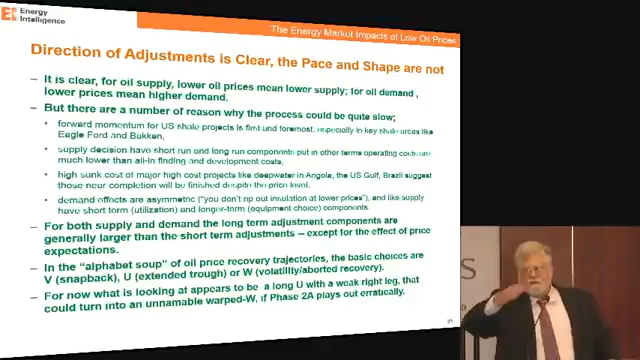 Energy
Intelligence
The Energy Market Impacts of Low Oil Prices
Direction of Adjustments is Clear, the Pace and Shape are not
– It is clear, for oil supply, lower oil prices mean lower supply; for oil demand,
lower prices mean higher demand.
– But there are a number of reason why the process could be quite slow;
forward momentum for US shale projects is first und foremost, especially in key shale areas like
Eagle Ford and Bakken,
supply decision have short run and long run components put in other terms operating costs are
much lower than all-in finding and development costs,
high sunk cost of major high cost projects like deepwater in Angola, the US Gulf, Brazil suggest
those near completion will be finished despite the price level.
demand effects are asymmetric ("you don't rip out insulation at lower prices), and like supply
have short term (utilization) and longer-term (equipment choice) components.
– For both supply and demand the long term adjustment components are
generally larger than the short term adjustments – except for the effect of price
expectations.
– In the "alphabet soup" of oil price recovery trajectories, the basic choices are
V (snapback), U (extended trough) or W (volatility/aborted recovery).
– For now what is looking at appears to be a long U with a weak right leg, that
could turn into an unnamable warped-W, if Phase 2A plays out erratically.
S